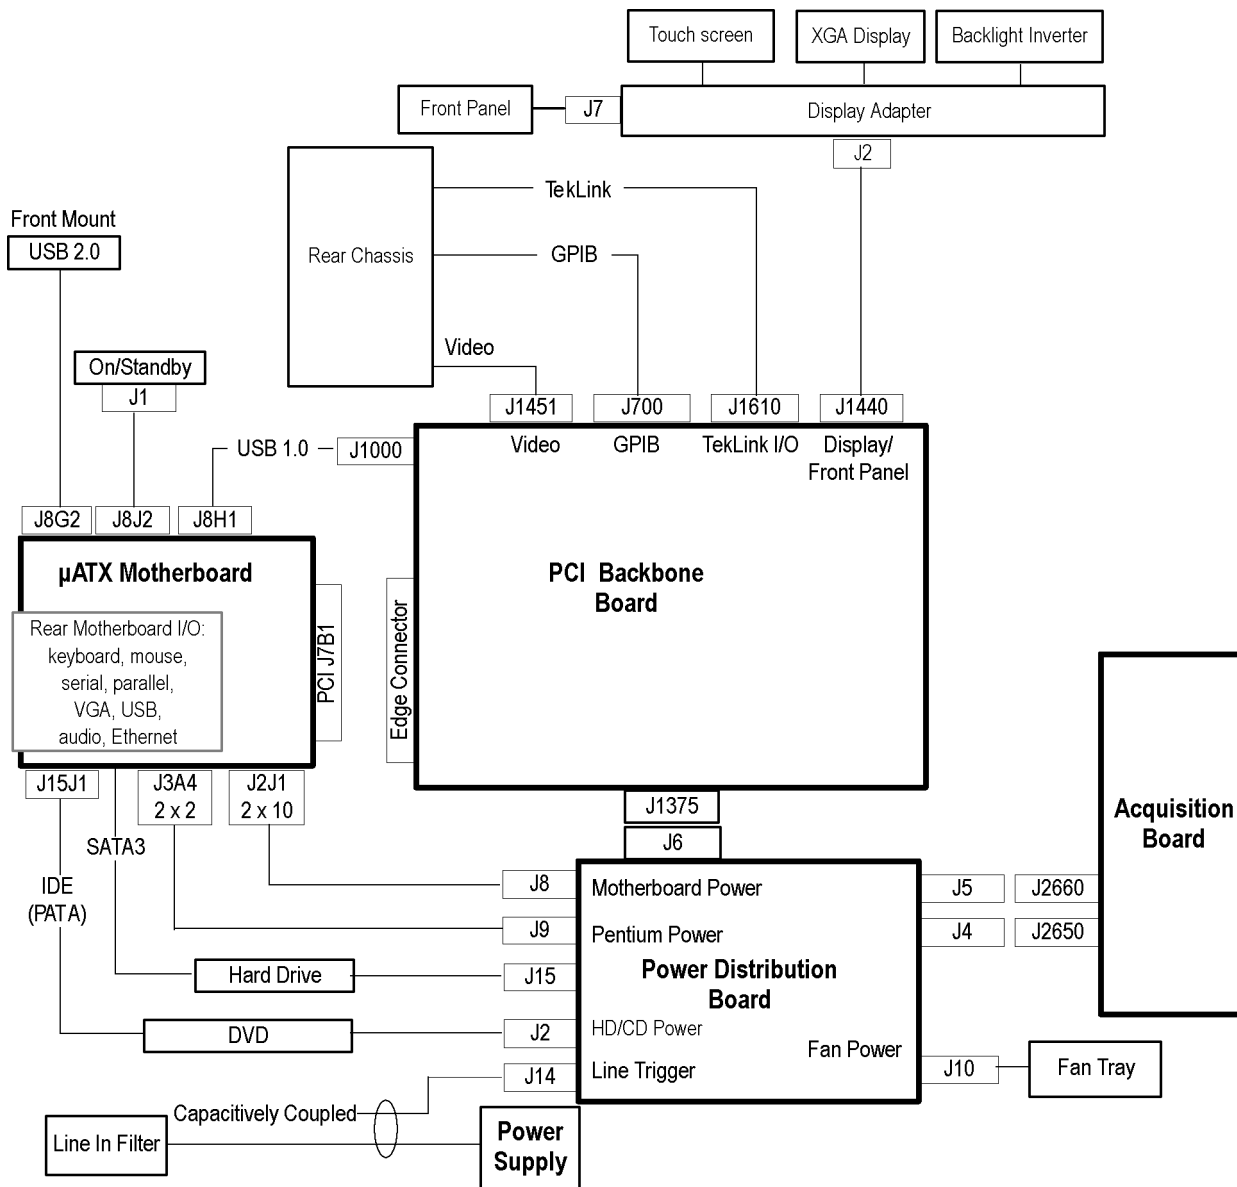 Touch screen
XGA Display
Backlight Inverter
Front Panel
J7
Display Adapter
J2
TekLink
Front Mount
USB 2.0
Rear Chassis
GPIB
Video
On/Standby
J1
J1451
J700
J1610
J1440
USB 1.0
J1000
Video
GPIB
TekLink I/O
Display/
Front Panel
J8G2
J8J2
J8H1
µATX Motherboard
PCI Backbone
Board
Rear Motherboard I/O:
keyboard, mouse,
serial, parallel,
VGA, USB,
audio, Ethernet
PCI J7B1
Edge Connector
J15J1
J3A4
2 x 2
J2J1
2 x 10
J1375
J6
Acquisition
Board
SATA3
IDE
(PATA)
J8
Motherboard Power
J5
J2660
J9
Pentium Power
J4
J2650
Hard Drive
J15
Power Distribution
Board
DVD
J2
HD/CD Power
Fan Power
J14
Line Trigger
J10
Fan Tray
Capacitively Coupled
Line In Filter
Power
Supply